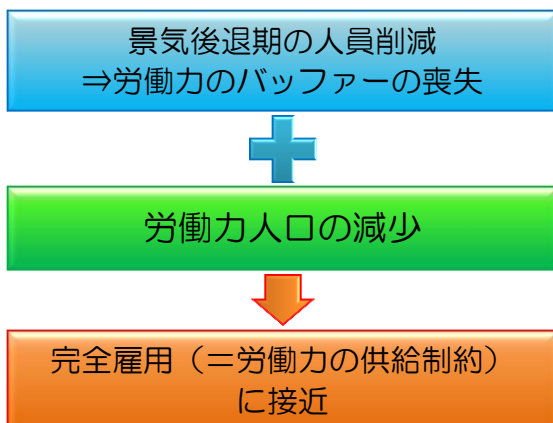 景気後退期の人員削減
⇒労働力のバッファーの喪失
労働力人口の減少
完全雇用（＝労働力の供給制約）
に接近